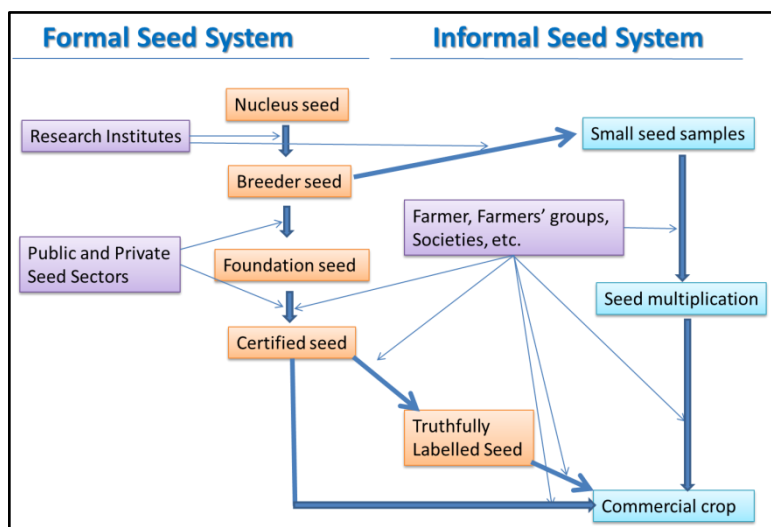 Formal Seed System
Informal Seed System
Nucleus seed
Research Institutes
Small seed samples
Breeder seed
Farmer, Farmers' groups,
Societies, etc.
Public and Private
Seed Sectors
Foundation seed
Seed multiplication
Certified seed
Truthfully
Labelled Seed
Commercial crop